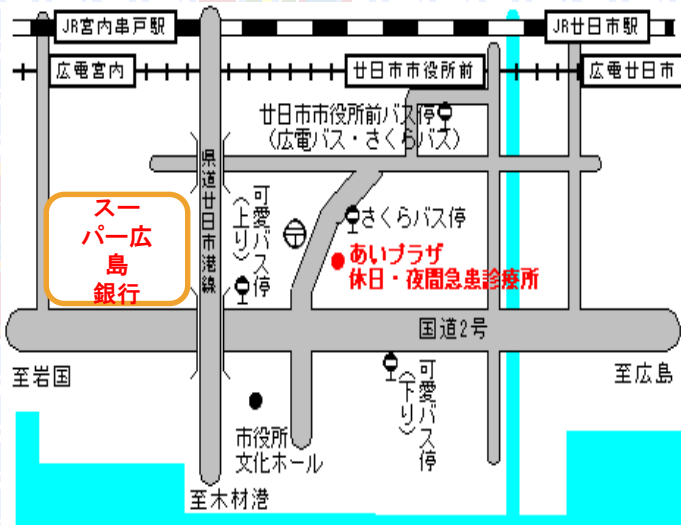 JR宮内串戸駅
JR廿日市駅
広電宮内
廿日市市役所前
広電廿日市
廿日市市役所前バス停
(広電バス・さくらバス)
県道廿日市港線
可愛バス停
(上り)
さくらバス停
スー
パー広
島
銀行
あいプラザ
休日・夜間急患診療所
国道2号
至岩国
至広島
可愛バス停
(下り)
市役所
文化ホール
至木材港